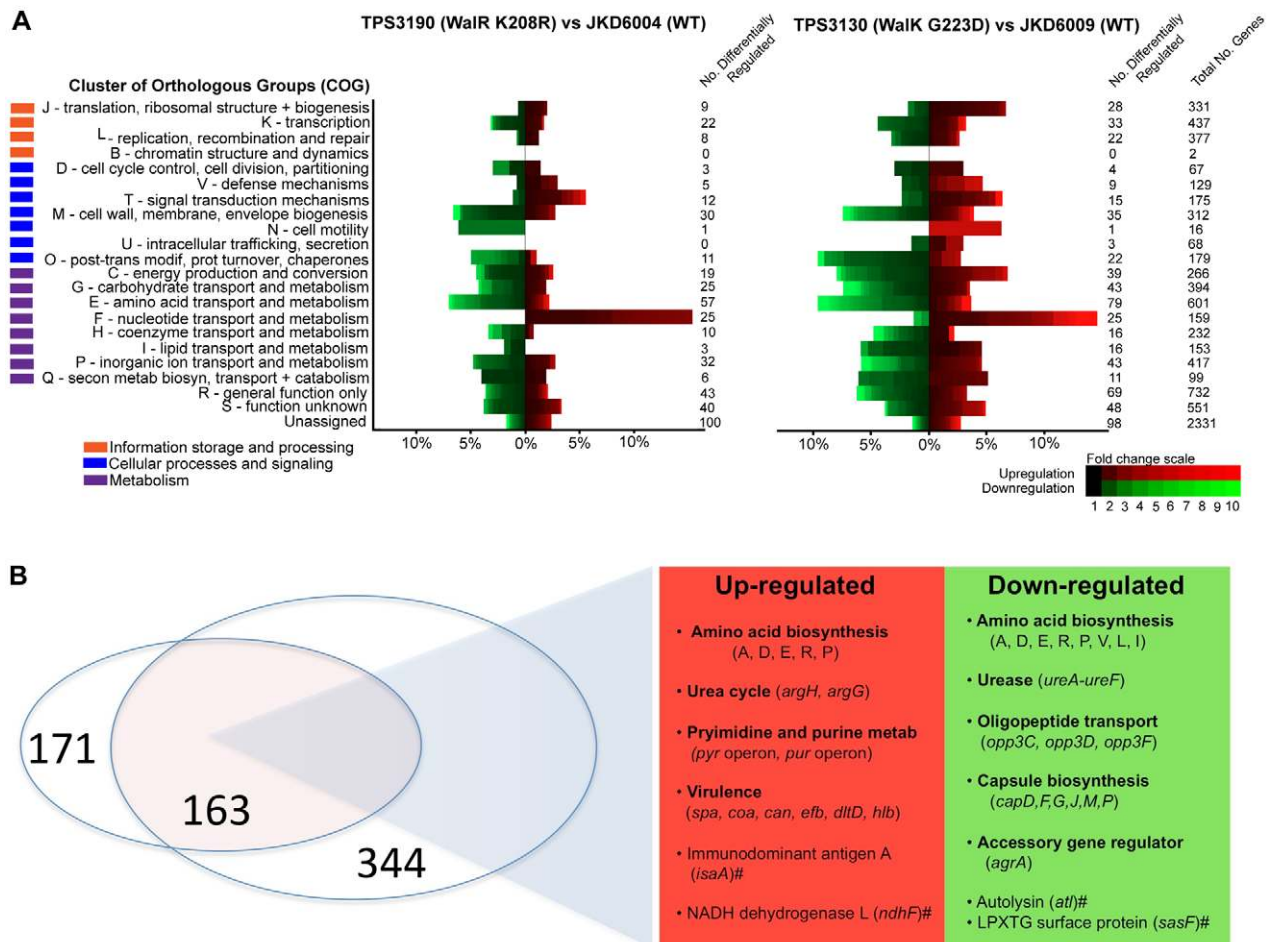 A
TPS3190 (WalR K208R) vs JKD6004 (WT)
TPS3130 (WalK G223D) vs JKD6009 (WT)
No. Differentially
Regulated
No. Differentially
Regulated
Total No. Genes
Cluster of Orthologous Groups (COG)
J - translation, ribosomal structure + biogenesis 9 28 331
K - transcription 22 33 437
L - replication, recombination and repair 8 22 377
B - chromatin structure and dynamics 0 0 2
D - cell cycle control, cell division, partitioning 3 4 67
V - defense mechanisms 5 9 129
T - signal transduction mechanisms 12 15 175
M - cell wall, membrane, envelope biogenesis 30 35 312
N - cell motility 1 1 16
U - intracellular trafficking, secretion 0 3 68
O - post-trans modif, prot turnover, chaperones 11 22 179
C - energy production and conversion 19 39 266
G - carbohydrate transport and metabolism 25 43 394
E - amino acid transport and metabolism 57 79 601
F - nucleotide transport and metabolism 25 25 159
H - coenzyme transport and metabolism 10 16 232
I - lipid transport and metabolism 3 16 153
P - inorganic ion transport and metabolism 32 43 417
Q - secon metab biosyn, transport + catabolism 6 11 99
R - general function only 43 69 732
S - function unknown 40 48 551
Unassigned 100 98 2331
10% 5% 0% 5% 10%
10% 5% 0% 5% 10%
Information storage and processing
Cellular processes and signaling
Metabolism
Fold change scale
Upregulation
Downregulation
1 2 3 4 5 6 7 8 9 10
B
171
163
344
Up-regulated
• Amino acid biosynthesis
(A, D, E, R, P)
• Urea cycle (argH, argG)
• Pryimidine and purine metab
(pyr operon, pur operon)
• Virulence
(spa, coa, can, efb, dltD, hlb)
• Immunodominant antigen A
(isaA)#
• NADH dehydrogenase L (ndhF)#
Down-regulated
• Amino acid biosynthesis
(A, D, E, R, P, V, L, I)
• Urease (ureA-ureF)
• Oligopeptide transport
(opp3C, opp3D, opp3F)
• Capsule biosynthesis
(capD,F,G,J,M,P)
• Accessory gene regulator
(agrA)
• Autolysin (atl)#
• LPXTG surface protein (sasF)#